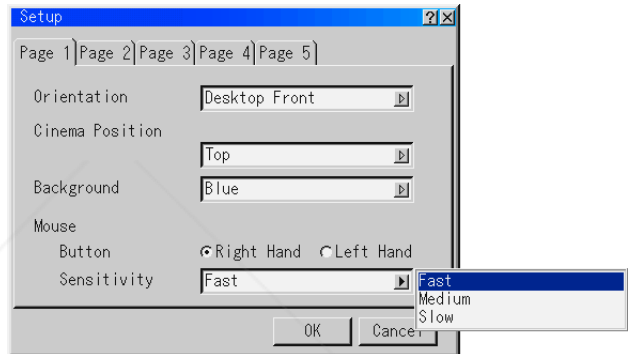 Setup
Page 1 Page 2 Page 3 Page 4 Page 5
Orientation Desktop Front
Cinema Position
Top
Background Blue
Mouse
Button Right Hand Left Hand
Sensitivity Fast
Fast
Medium
Slow
OK Cancel